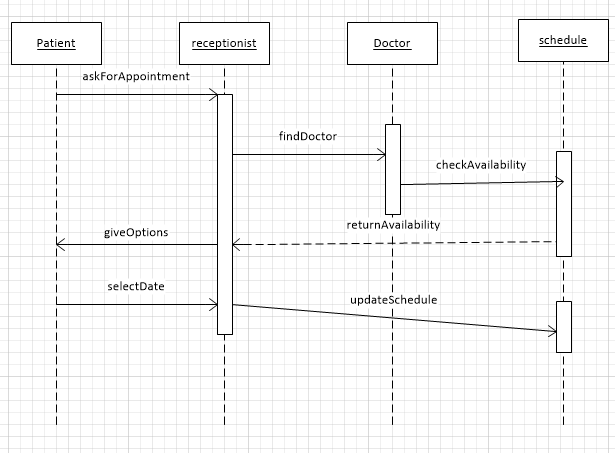 Patient
receptionist
Doctor
schedule
askForAppointment
findDoctor
checkAvailability
returnAvailability
giveOptions
selectDate
updateSchedule